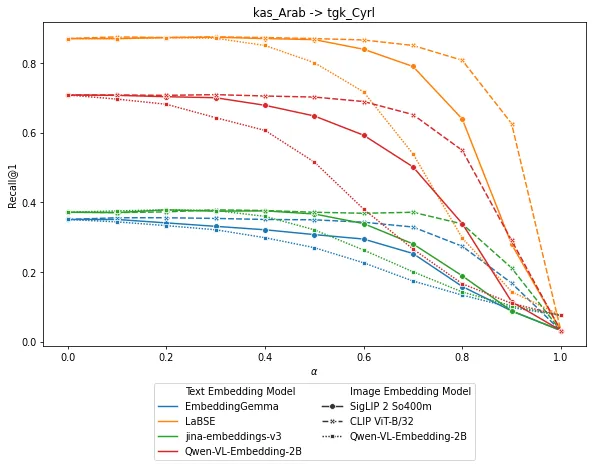 kas_Arab -> tgk_Cyrl
Recall@1
0.8
0.6
0.4
0.2
0.0
0.0 0.2 0.4 0.6 0.8 1.0
α
Text Embedding Model
EmbeddingGemma
LaBSE
jina-embeddings-v3
Qwen-VL-Embedding-2B
Image Embedding Model
SigLIP 2 So400m
CLIP ViT-B/32
Qwen-VL-Embedding-2B